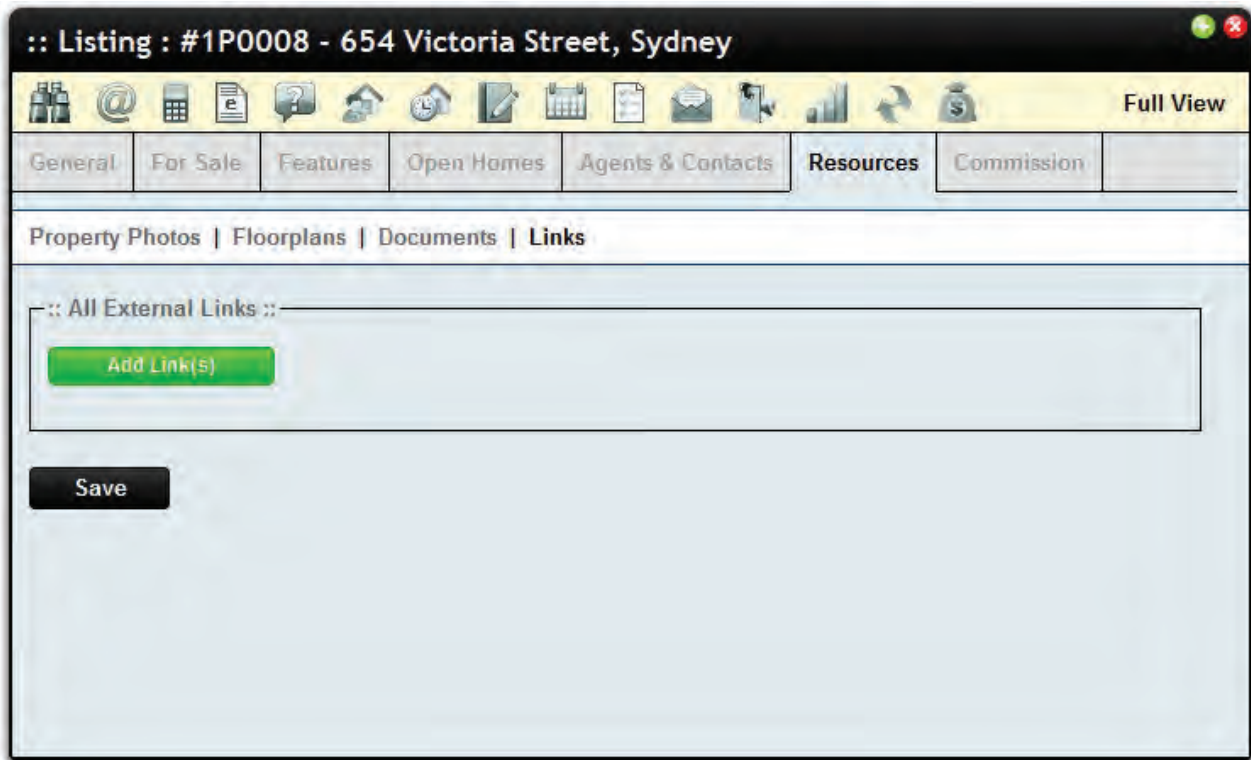 :: Listing : #1P0008 - 654 Victoria Street, Sydney
Full View
General For Sale Features Open Homes Agents & Contacts Resources Commission
Property Photos | Floorplans | Documents | Links
:: All External Links ::
Add Link(s)
Save